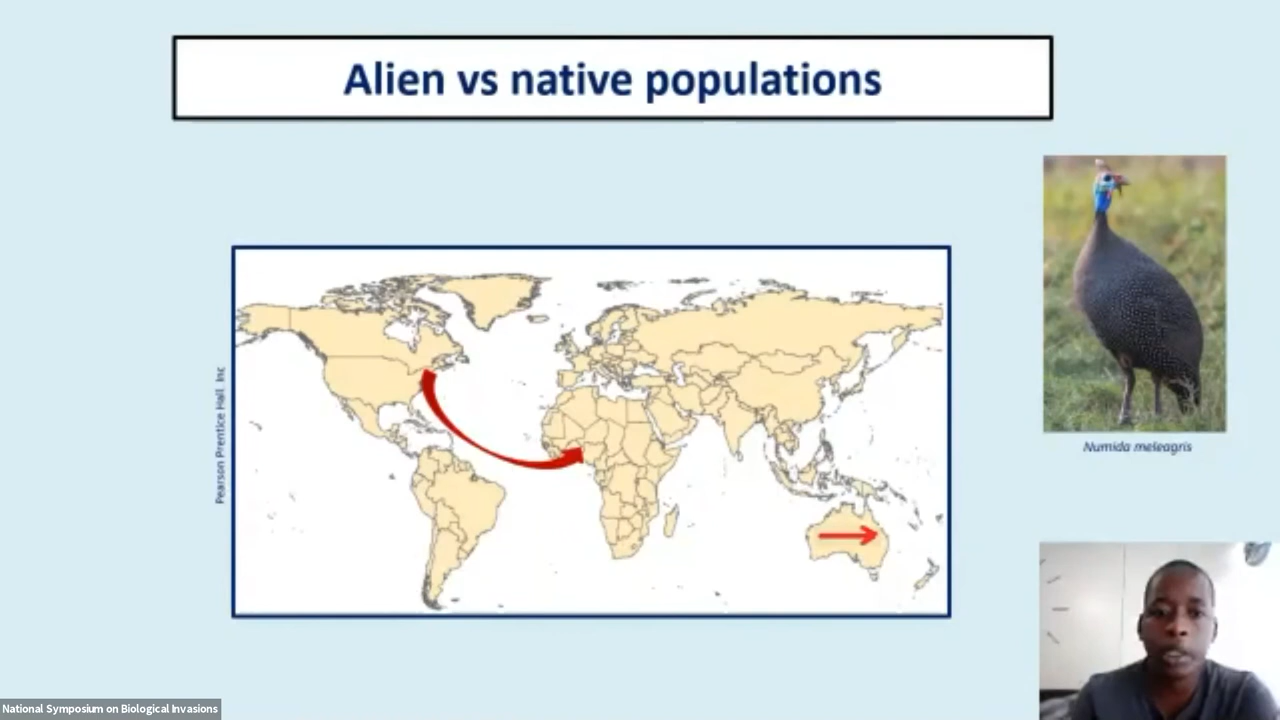 Alien vs native populations
Pearson Prentice Hall Inc
Numida meleagris
National Symposium on Biological Invasions